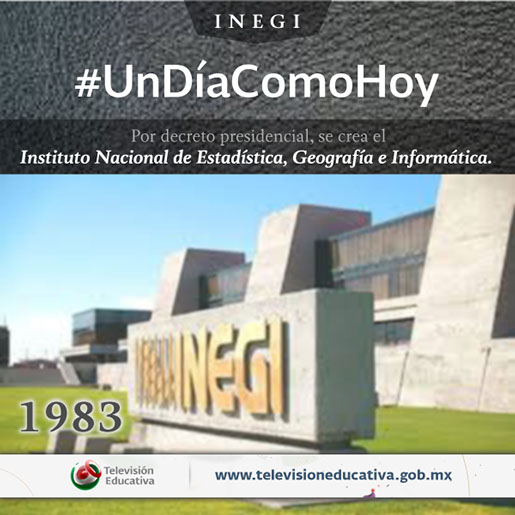 INEGI
#UnDíaComoHoy
Por decreto presidencial, se crea el
Instituto Nacional de Estadística, Geografía e Informática.
INEGI
1983
Televisión
Educativa
www.televisioneducativa.gob.mx